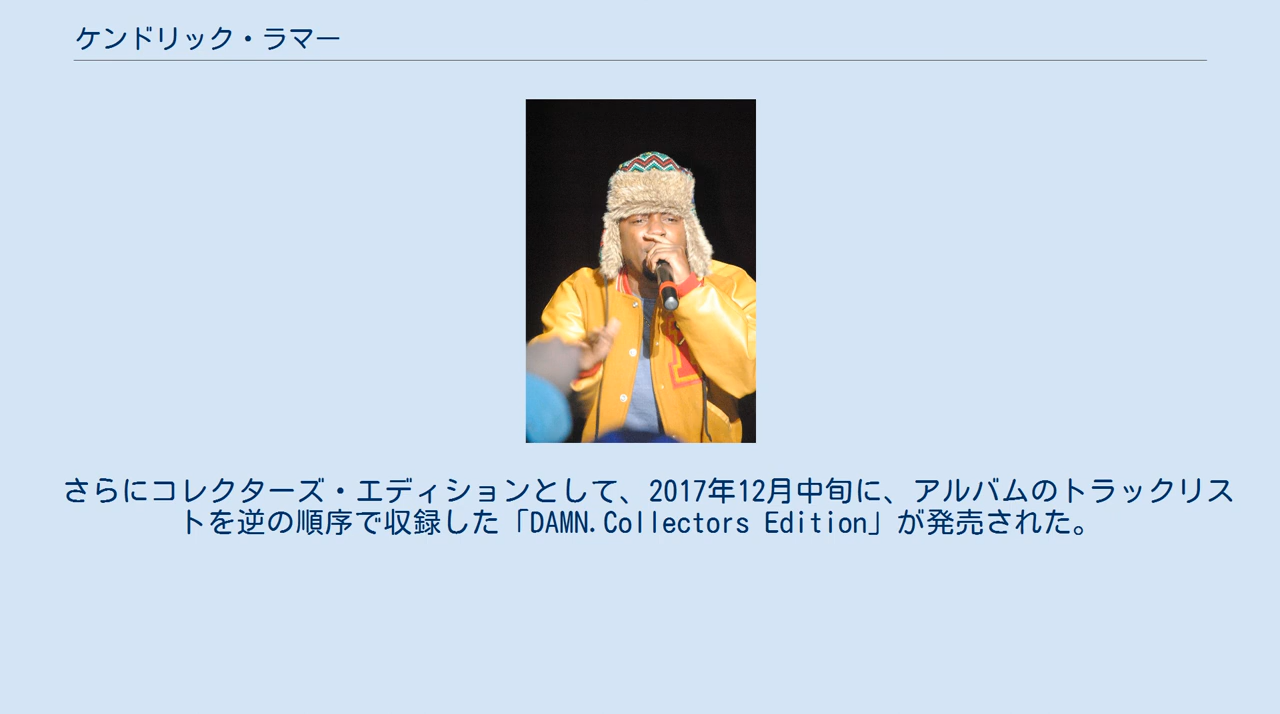 ケンドリック・ラマー
さらにコレクターズ・エディションとして、2017年12月中旬に、アルバムのトラックリス
トを逆の順序で収録した「DAMN.Collectors Edition」が発売された。